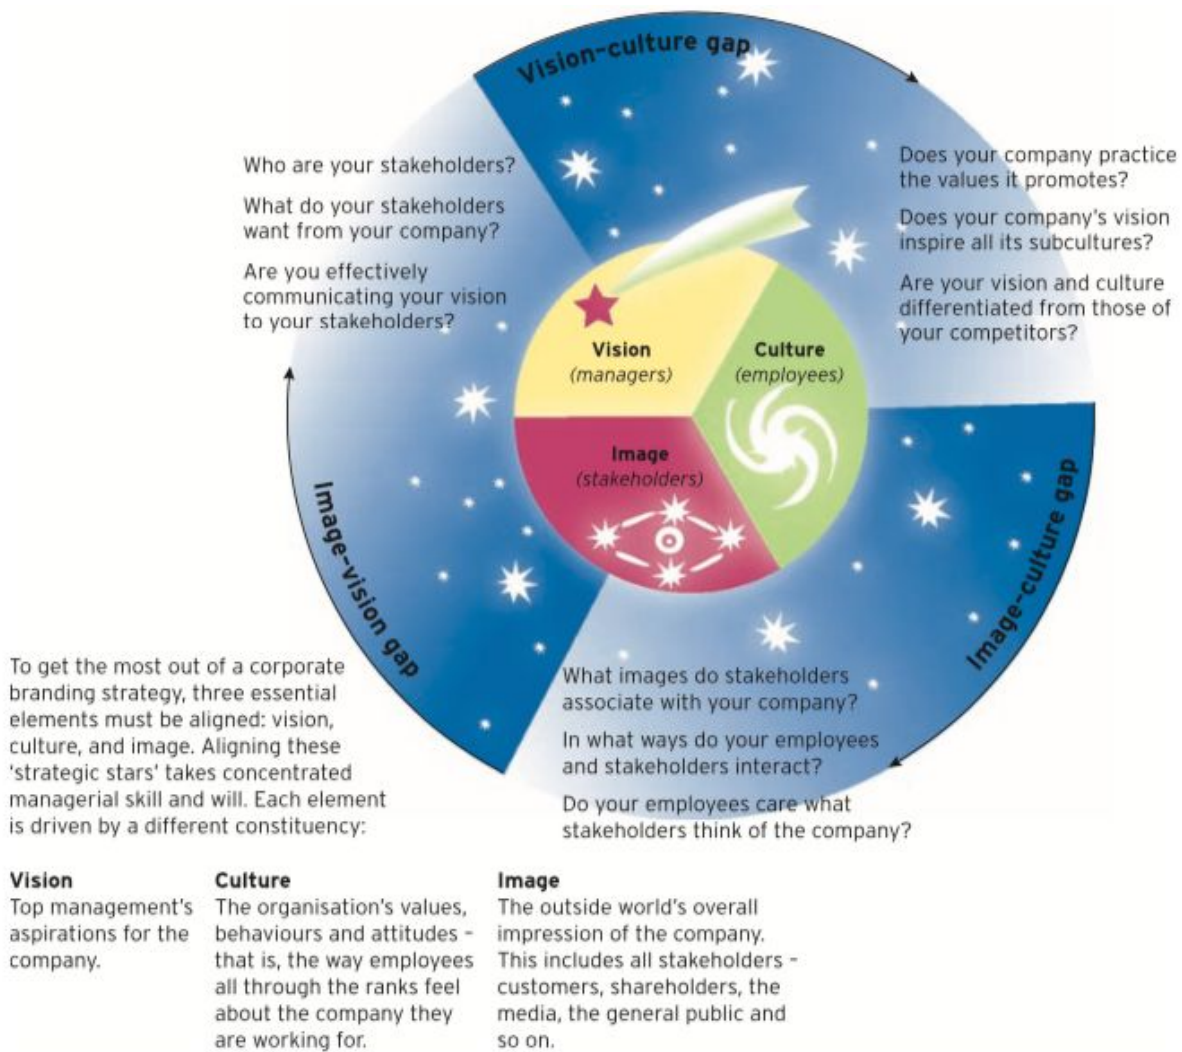 Vision–culture gap
Who are your stakeholders?
What do your stakeholders
want from your company?
Are you effectively
communicating your vision
to your stakeholders?
Does your company practice
the values it promotes?
Does your company’s vision
inspire all its subcultures?
Are your vision and culture
differentiated from those of
your competitors?
Vision
(managers)
Culture
(employees)
Image
(stakeholders)
Image–vision gap
Image–culture gap
What images do stakeholders
associate with your company?
In what ways do your employees
and stakeholders interact?
Do your employees care what
stakeholders think of the company?
To get the most out of a corporate
branding strategy, three essential
elements must be aligned: vision,
culture, and image. Aligning these
‘strategic stars’ takes concentrated
managerial skill and will. Each element
is driven by a different constituency:
Vision
Top management’s
aspirations for the
company.
Culture
The organisation’s values,
behaviours and attitudes –
that is, the way employees
all through the ranks feel
about the company they
are working for.
Image
The outside world’s overall
impression of the company.
This includes all stakeholders –
customers, shareholders, the
media, the general public and
so on.